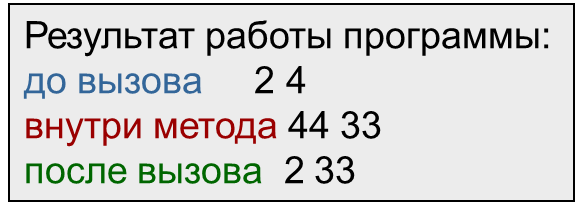 Результат работы программы:
до вызова 2 4
внутри метода 44 33
после вызова 2 33